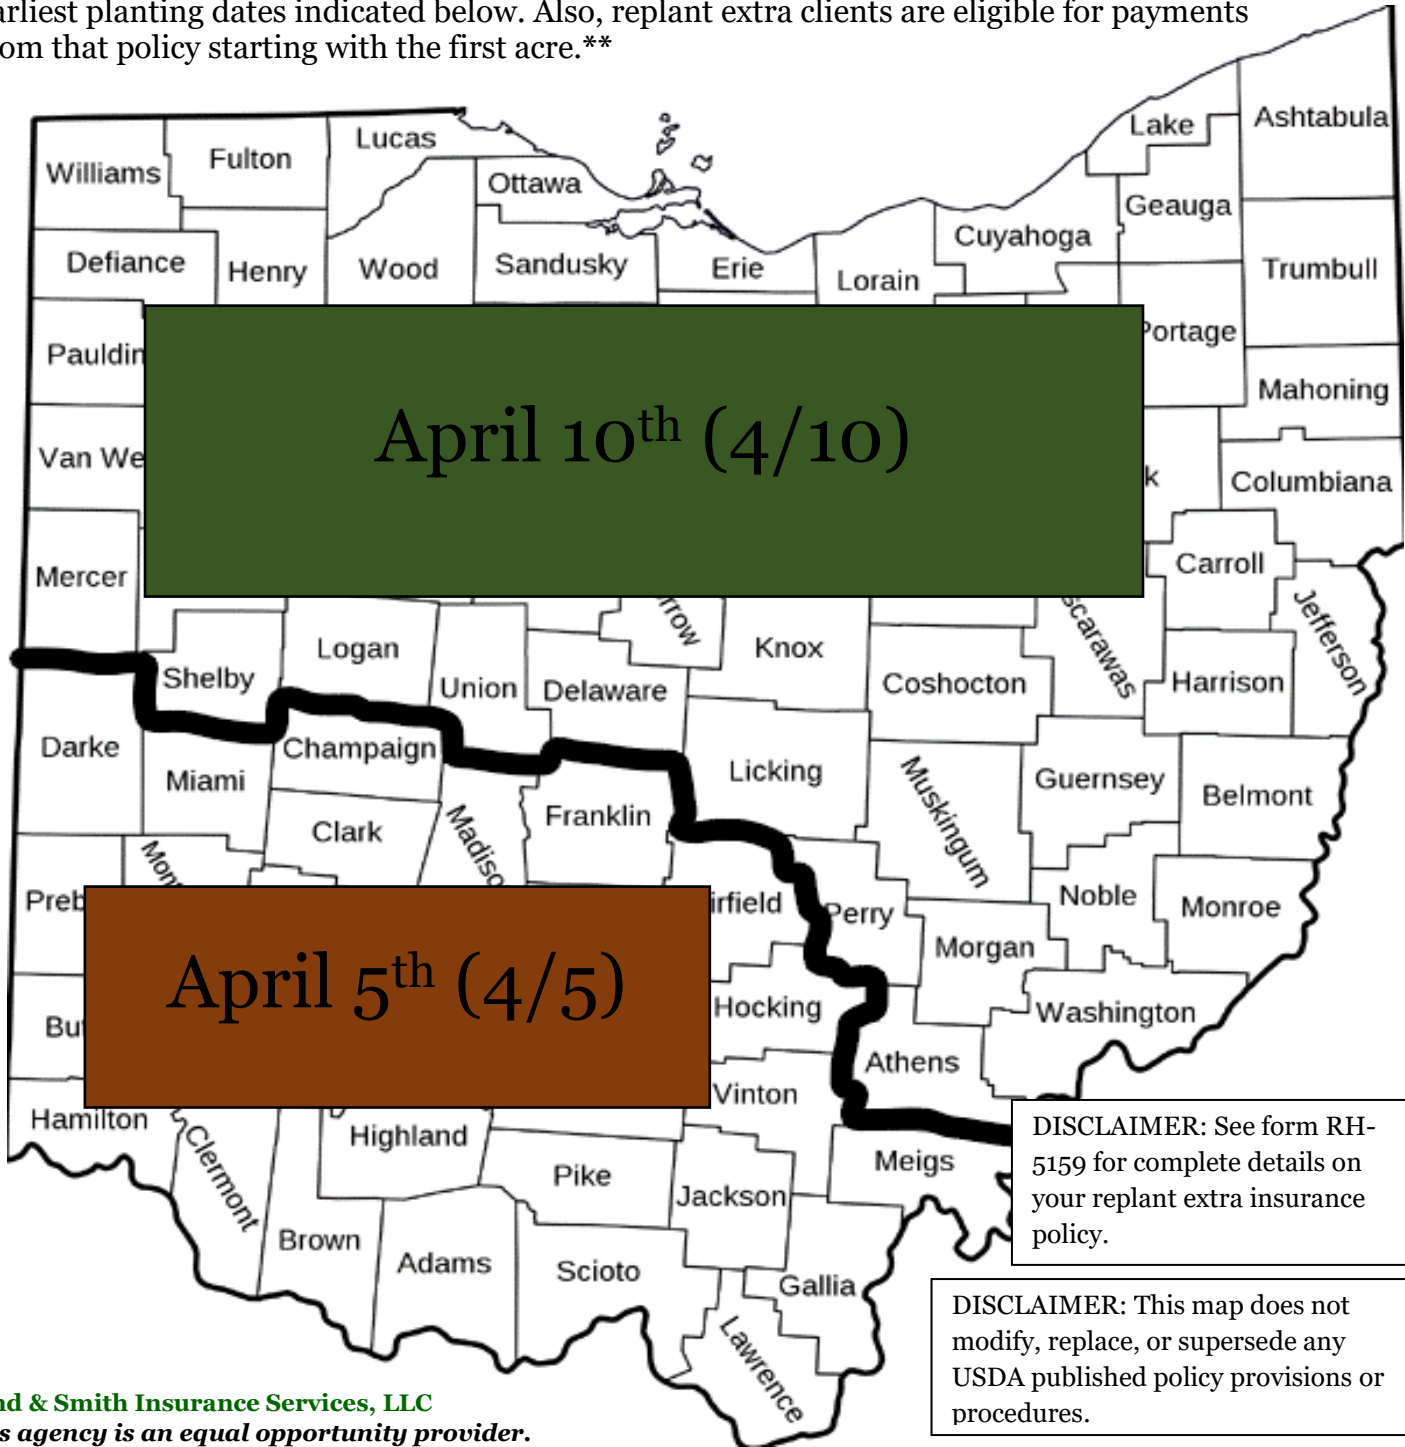 arliest planting dates indicated below. Also, replant extra clients are eligible for payments
om that policy starting with the first acre.**
Lake
Ashtabula
Lucas
Williams
Fulton
Ottawa
Geauga
Cuyahoga
Defiance
Henry
Wood
Sandusky
Erie
Lorain
Trumbull
Pauldin
Portage
Mahoning
April 10th (4/10)
Van We
k
Columbiana
Mercer
Carroll
Jefferson
rrow
scarawas
Logan
Knox
Shelby
Union
Delaware
Coshocton
Harrison
Darke
Champaign
Miami
Licking
Muskingum
Guernsey
Belmont
Clark
Madiso
Franklin
Mont
Preb
irfield
Perry
Noble
Monroe
Morgan
April 5th (4/5)
Hocking
Washington
But
Athens
Vinton
Hamilton
Clermont
Highland
Pike
Jackson
Meigs
DISCLAIMER: See form RH-
5159 for complete details on
your replant extra insurance
policy.
Brown
Adams
Scioto
Gallia
Lawrence
DISCLAIMER: This map does not
modify, replace, or supersede any
USDA published policy provisions or
procedures.
nd & Smith Insurance Services, LLC
s agency is an equal opportunity provider.